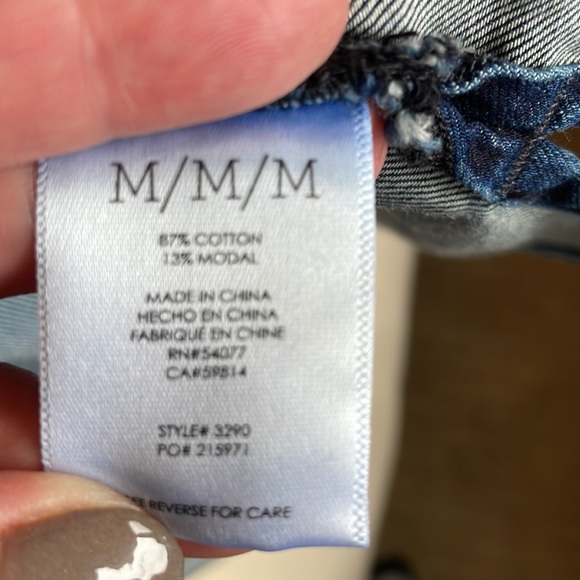 M/M/M
87% COTTON
13% MODAL
MADE IN CHINA
HECHO EN CHINA
FABRIQUÉ EN CHINE
RN#54077
CA#59814
STYLE# 3290
PO# 215971
REVERSE FOR CARE